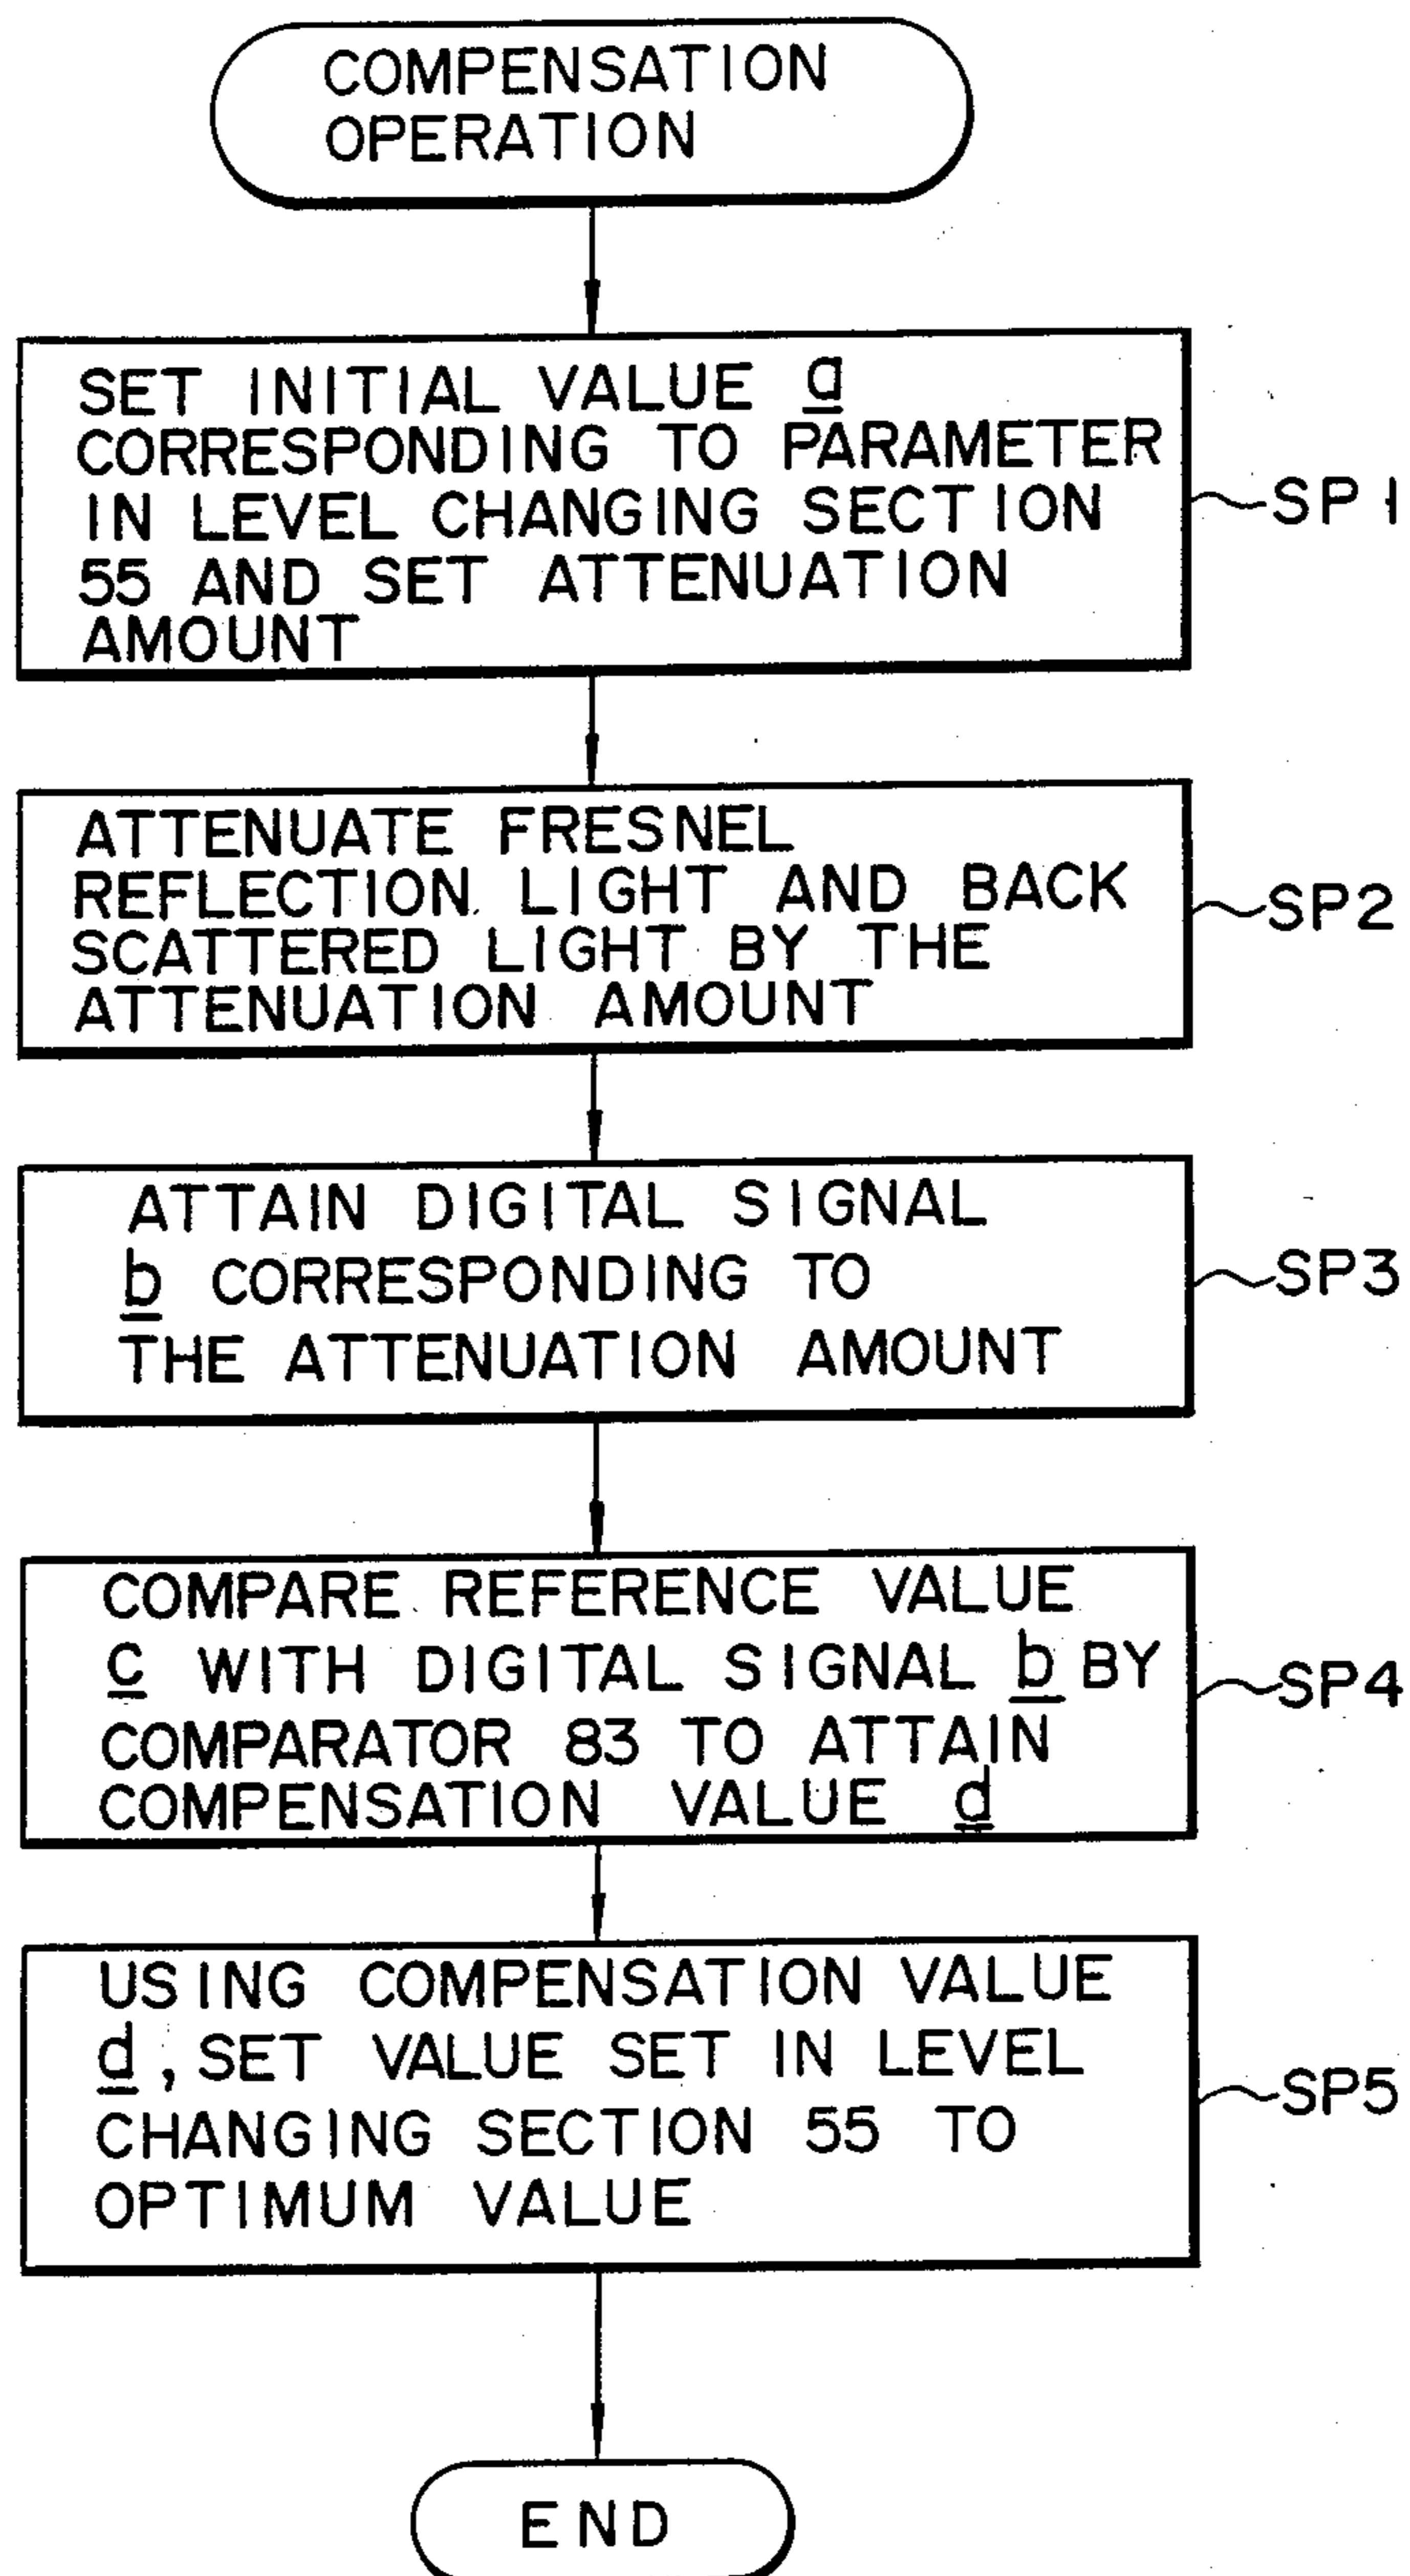 COMPENSATION
OPERATION
SET INITIAL VALUE a
CORRESPONDING TO PARAMETER
IN LEVEL CHANGING SECTION
55 AND SET ATTENUATION
AMOUNT
SP1
ATTENUATE FRESNEL
REFLECTION LIGHT AND BACK
SCATTERED LIGHT BY THE
ATTENUATION AMOUNT
SP2
ATTAIN DIGITAL SIGNAL
b CORRESPONDING TO
THE ATTENUATION AMOUNT
SP3
COMPARE REFERENCE VALUE
c WITH DIGITAL SIGNAL b BY
COMPARATOR 83 TO ATTAIN
COMPENSATION VALUE d
SP4
USING COMPENSATION VALUE
d, SET VALUE SET IN LEVEL
CHANGING SECTION 55 TO
OPTIMUM VALUE
SP5
END